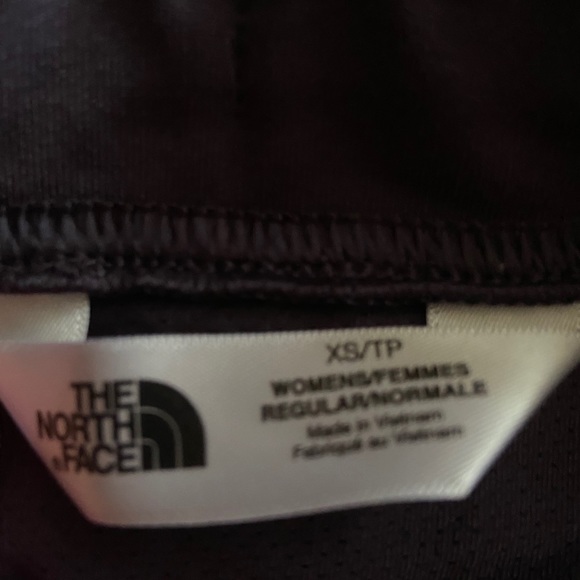 THE
NORTH
FACE
XS/TP
WOMENS/FEMMES
REGULAR/NORMALE
Made in Vietnam
Fabriqué au Vietnam